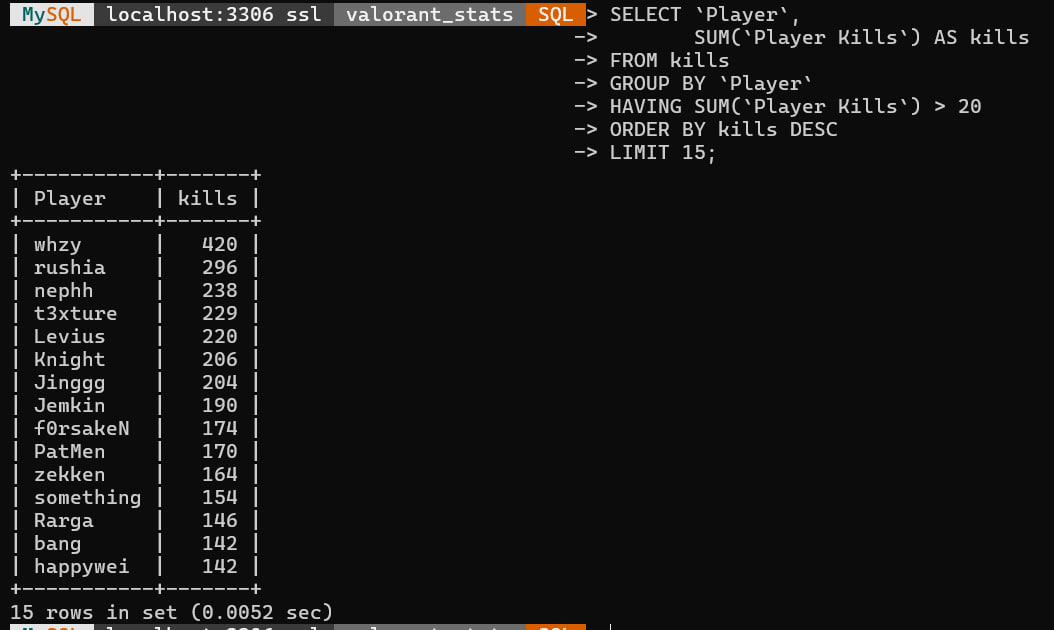 MySQL localhost:3306 ssl valorant_stats SQL > SELECT `Player`,
-> SUM(`Player Kills`) AS kills
-> FROM kills
-> GROUP BY `Player`
-> HAVING SUM(`Player Kills`) > 20
-> ORDER BY kills DESC
-> LIMIT 15;
+-----------+-------+
| Player | kills |
+-----------+-------+
| whzy | 420 |
| rushia | 296 |
| nephh | 238 |
| t3xture | 229 |
| Levius | 220 |
| Knight | 206 |
| Jinggg | 204 |
| Jemkin | 190 |
| f0rsakeN | 174 |
| PatMen | 170 |
| zekken | 164 |
| something | 154 |
| Rarga | 146 |
| bang | 142 |
| happywei | 142 |
+-----------+-------+
15 rows in set (0.0052 sec)